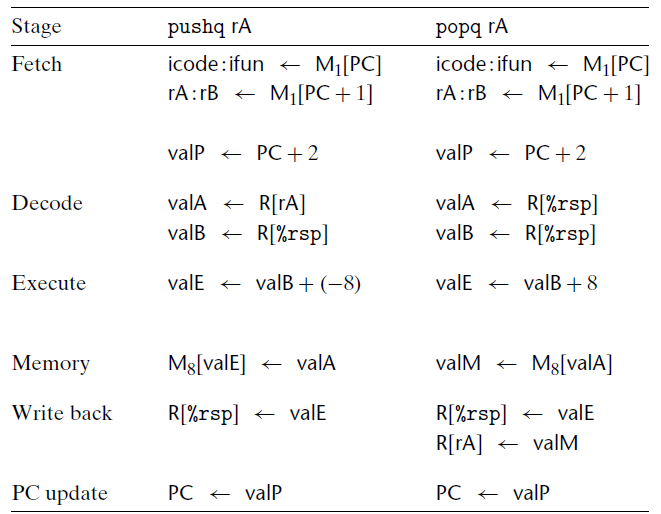 Stage pushq rA popq rA
Fetch icode:ifun ← M₁[PC] icode:ifun ← M₁[PC]
rA:rB ← M₁[PC + 1] rA:rB ← M₁[PC + 1]
valP ← PC + 2 valP ← PC + 2
Decode valA ← R[rA] valA ← R[%rsp]
valB ← R[%rsp] valB ← R[%rsp]
Execute valE ← valB + (−8) valE ← valB + 8
Memory M₈[valE] ← valA valM ← M₈[valA]
Write back R[%rsp] ← valE R[%rsp] ← valE
R[rA] ← valM
PC update PC ← valP PC ← valP